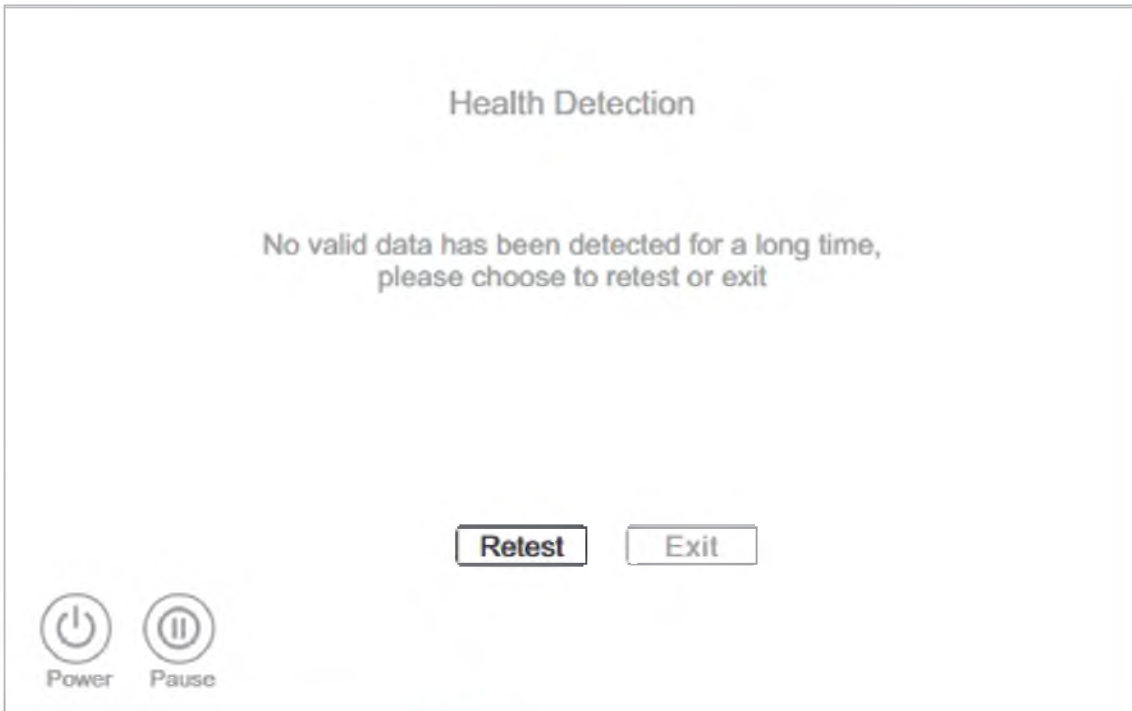 Health Detection
No valid data has been detected for a long time,
please choose to retest or exit
Retest Exit
Power Pause